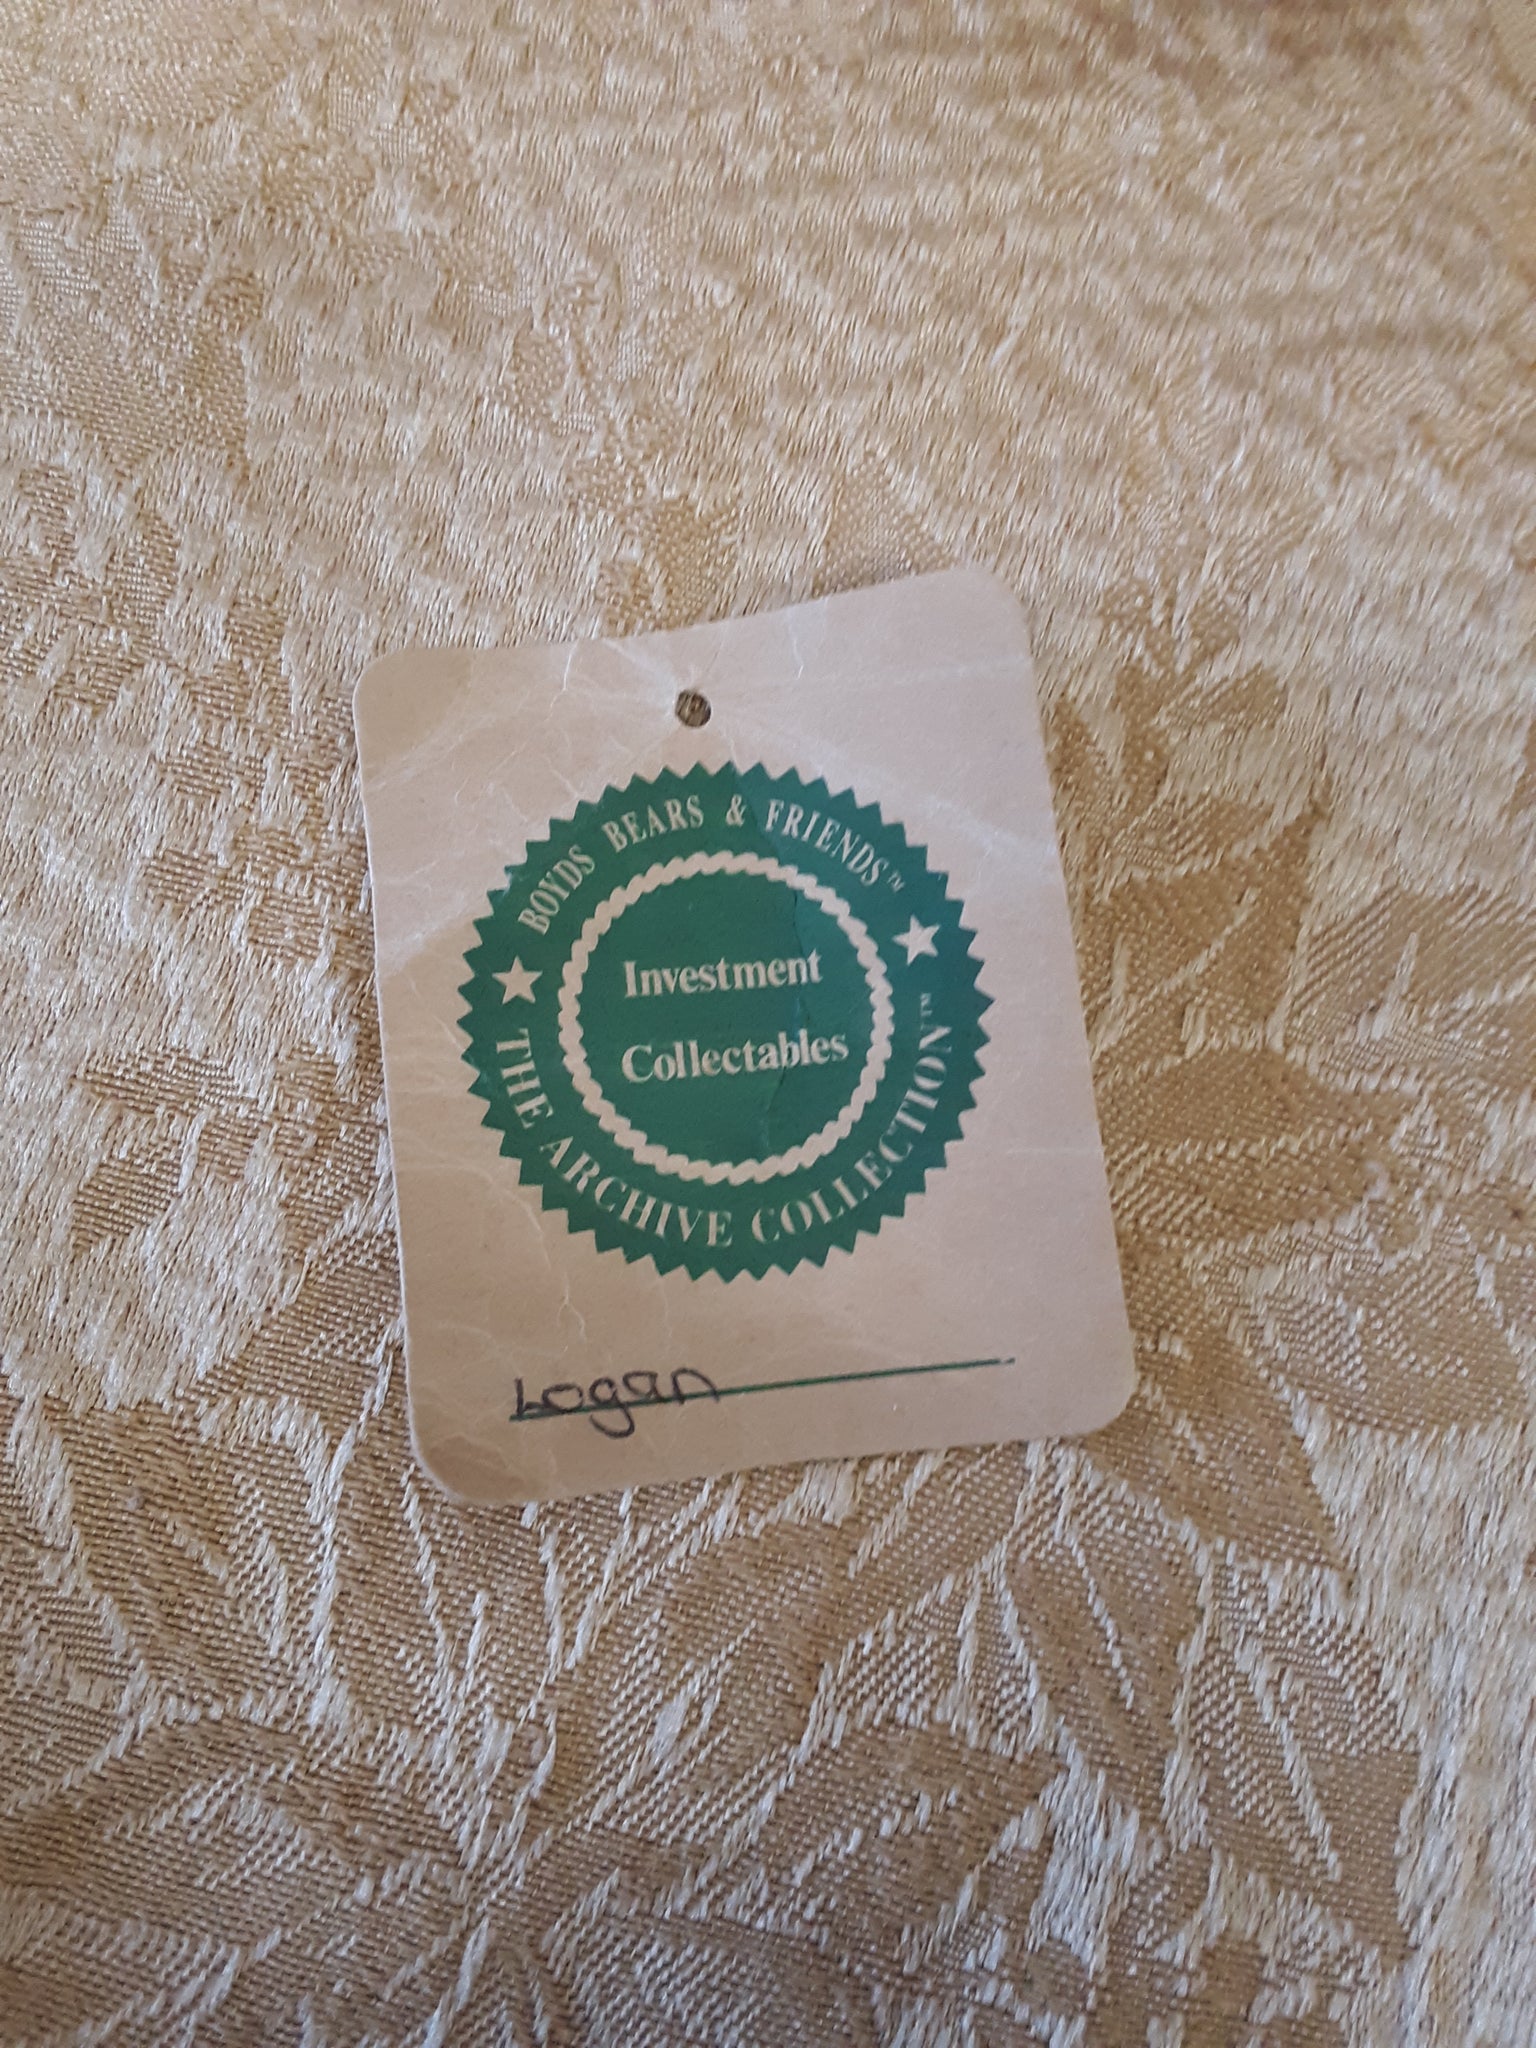 BOYDS BEARS & FRIENDS™
Investment
Collectables
THE ARCHIVE COLLECTION™
Logan